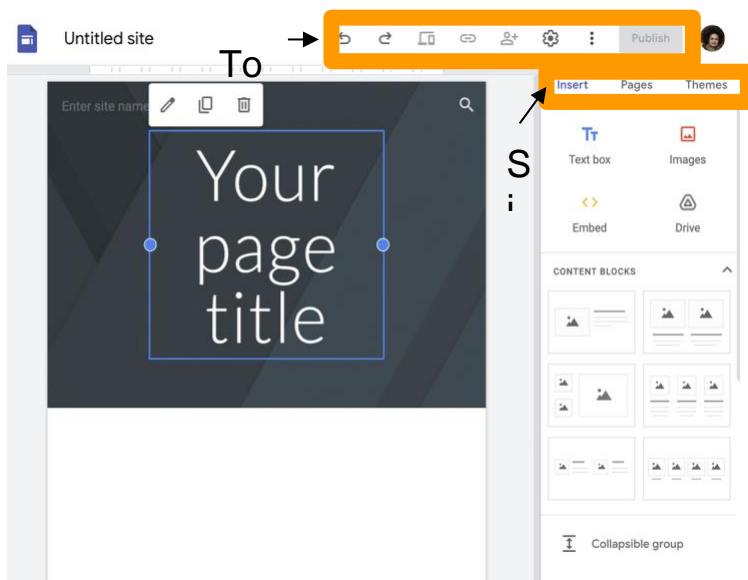 Untitled site
Publish
To
Enter site name
Insert Pages Themes
Your
page
title
S
i
Text box Images
Embed Drive
CONTENT BLOCKS
Collapsible group